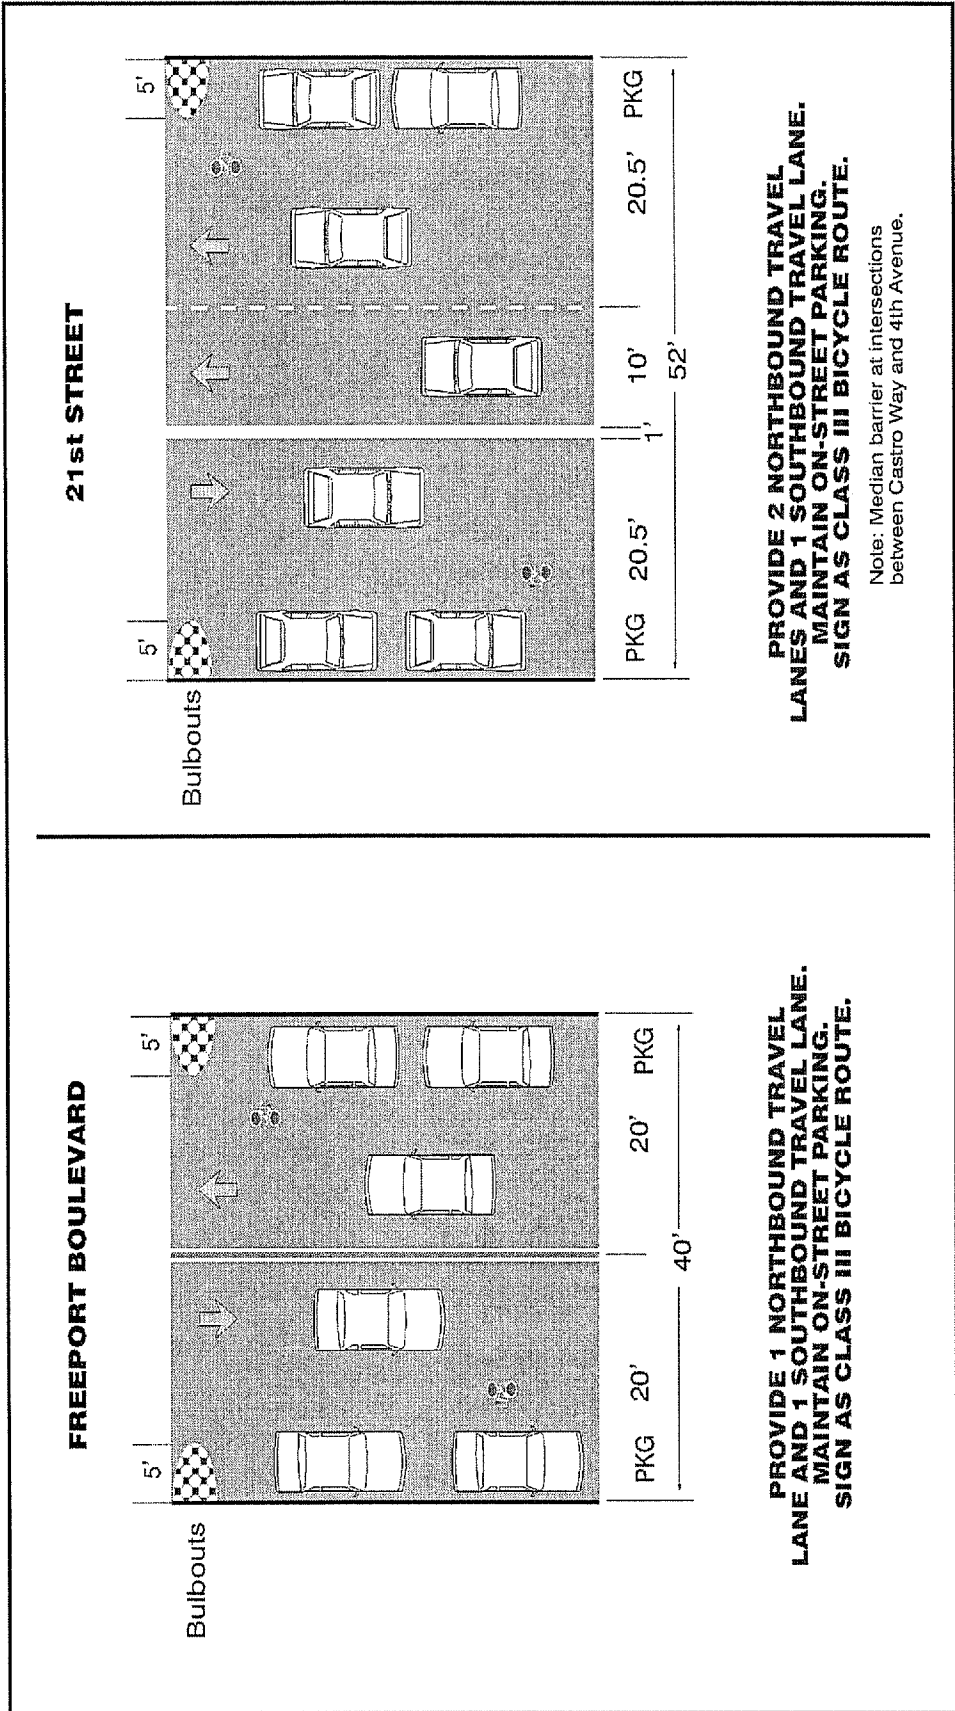 FREEPORT BOULEVARD
5'
5'
Bulbouts
PKG
20'
20'
PKG
40'
PROVIDE 1 NORTHBOUND TRAVEL
LANE AND 1 SOUTHBOUND TRAVEL LANE.
MAINTAIN ON-STREET PARKING.
SIGN AS CLASS III BICYCLE ROUTE.
21st STREET
5'
5'
Bulbouts
PKG
20.5'
1'
10'
20.5'
PKG
52'
PROVIDE 2 NORTHBOUND TRAVEL
LANES AND 1 SOUTHBOUND TRAVEL LANE.
MAINTAIN ON-STREET PARKING.
SIGN AS CLASS III BICYCLE ROUTE.
Note: Median barrier at intersections
between Castro Way and 4th Avenue.